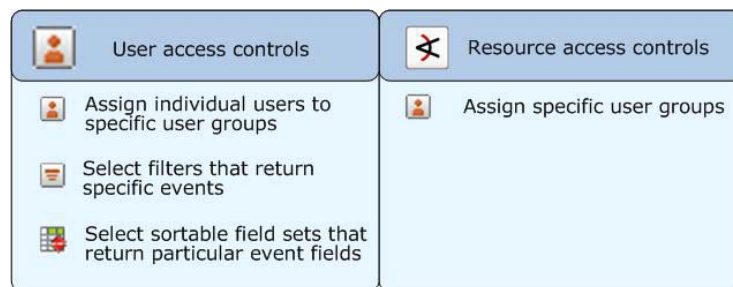 User access controls
Assign individual users to
specific user groups
Select filters that return
specific events
Select sortable field sets that
return particular event fields
Resource access controls
Assign specific user groups